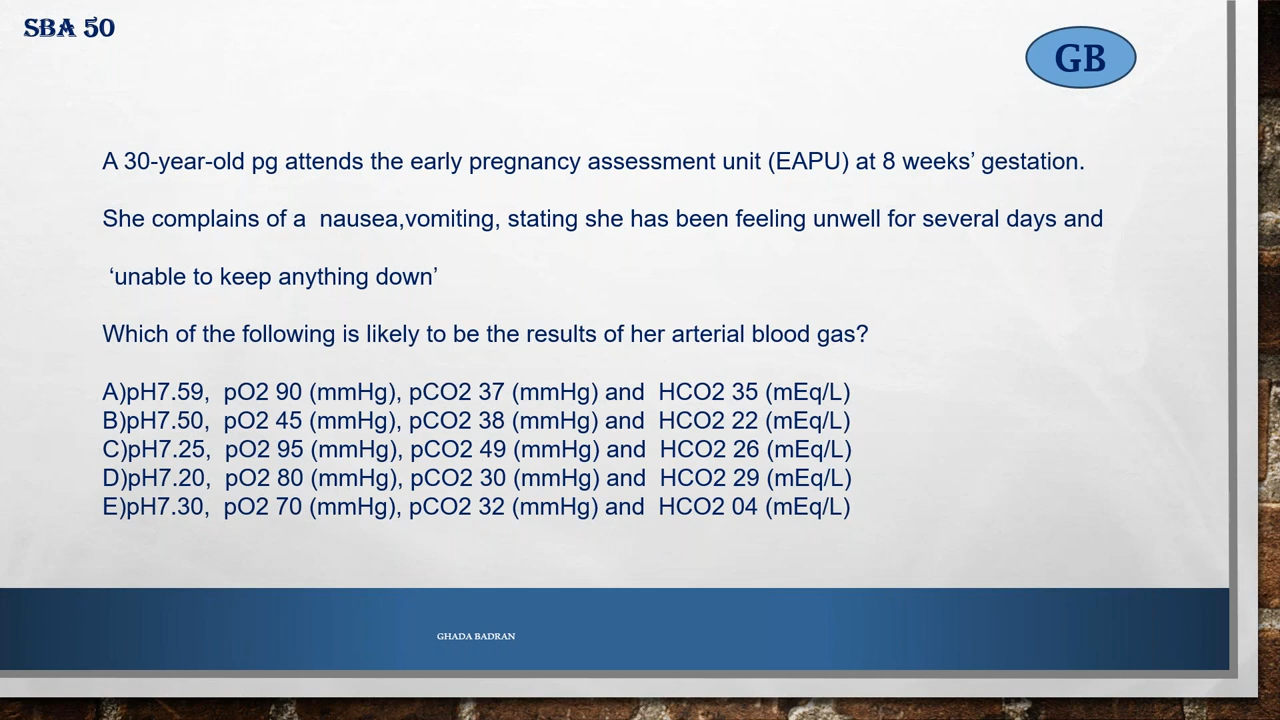 SBA 50
GB
A 30-year-old pg attends the early pregnancy assessment unit (EAPU) at 8 weeks’ gestation.
She complains of a  nausea,vomiting, stating she has been feeling unwell for several days and
‘unable to keep anything down’
Which of the following is likely to be the results of her arterial blood gas?
A)pH7.59,  pO2 90 (mmHg), pCO2 37 (mmHg) and  HCO2 35 (mEq/L)
B)pH7.50,  pO2 45 (mmHg), pCO2 38 (mmHg) and  HCO2 22 (mEq/L)
C)pH7.25,  pO2 95 (mmHg), pCO2 49 (mmHg) and  HCO2 26 (mEq/L)
D)pH7.20,  pO2 80 (mmHg), pCO2 30 (mmHg) and  HCO2 29 (mEq/L)
E)pH7.30,  pO2 70 (mmHg), pCO2 32 (mmHg) and  HCO2 04 (mEq/L)
GHADA BADRAN